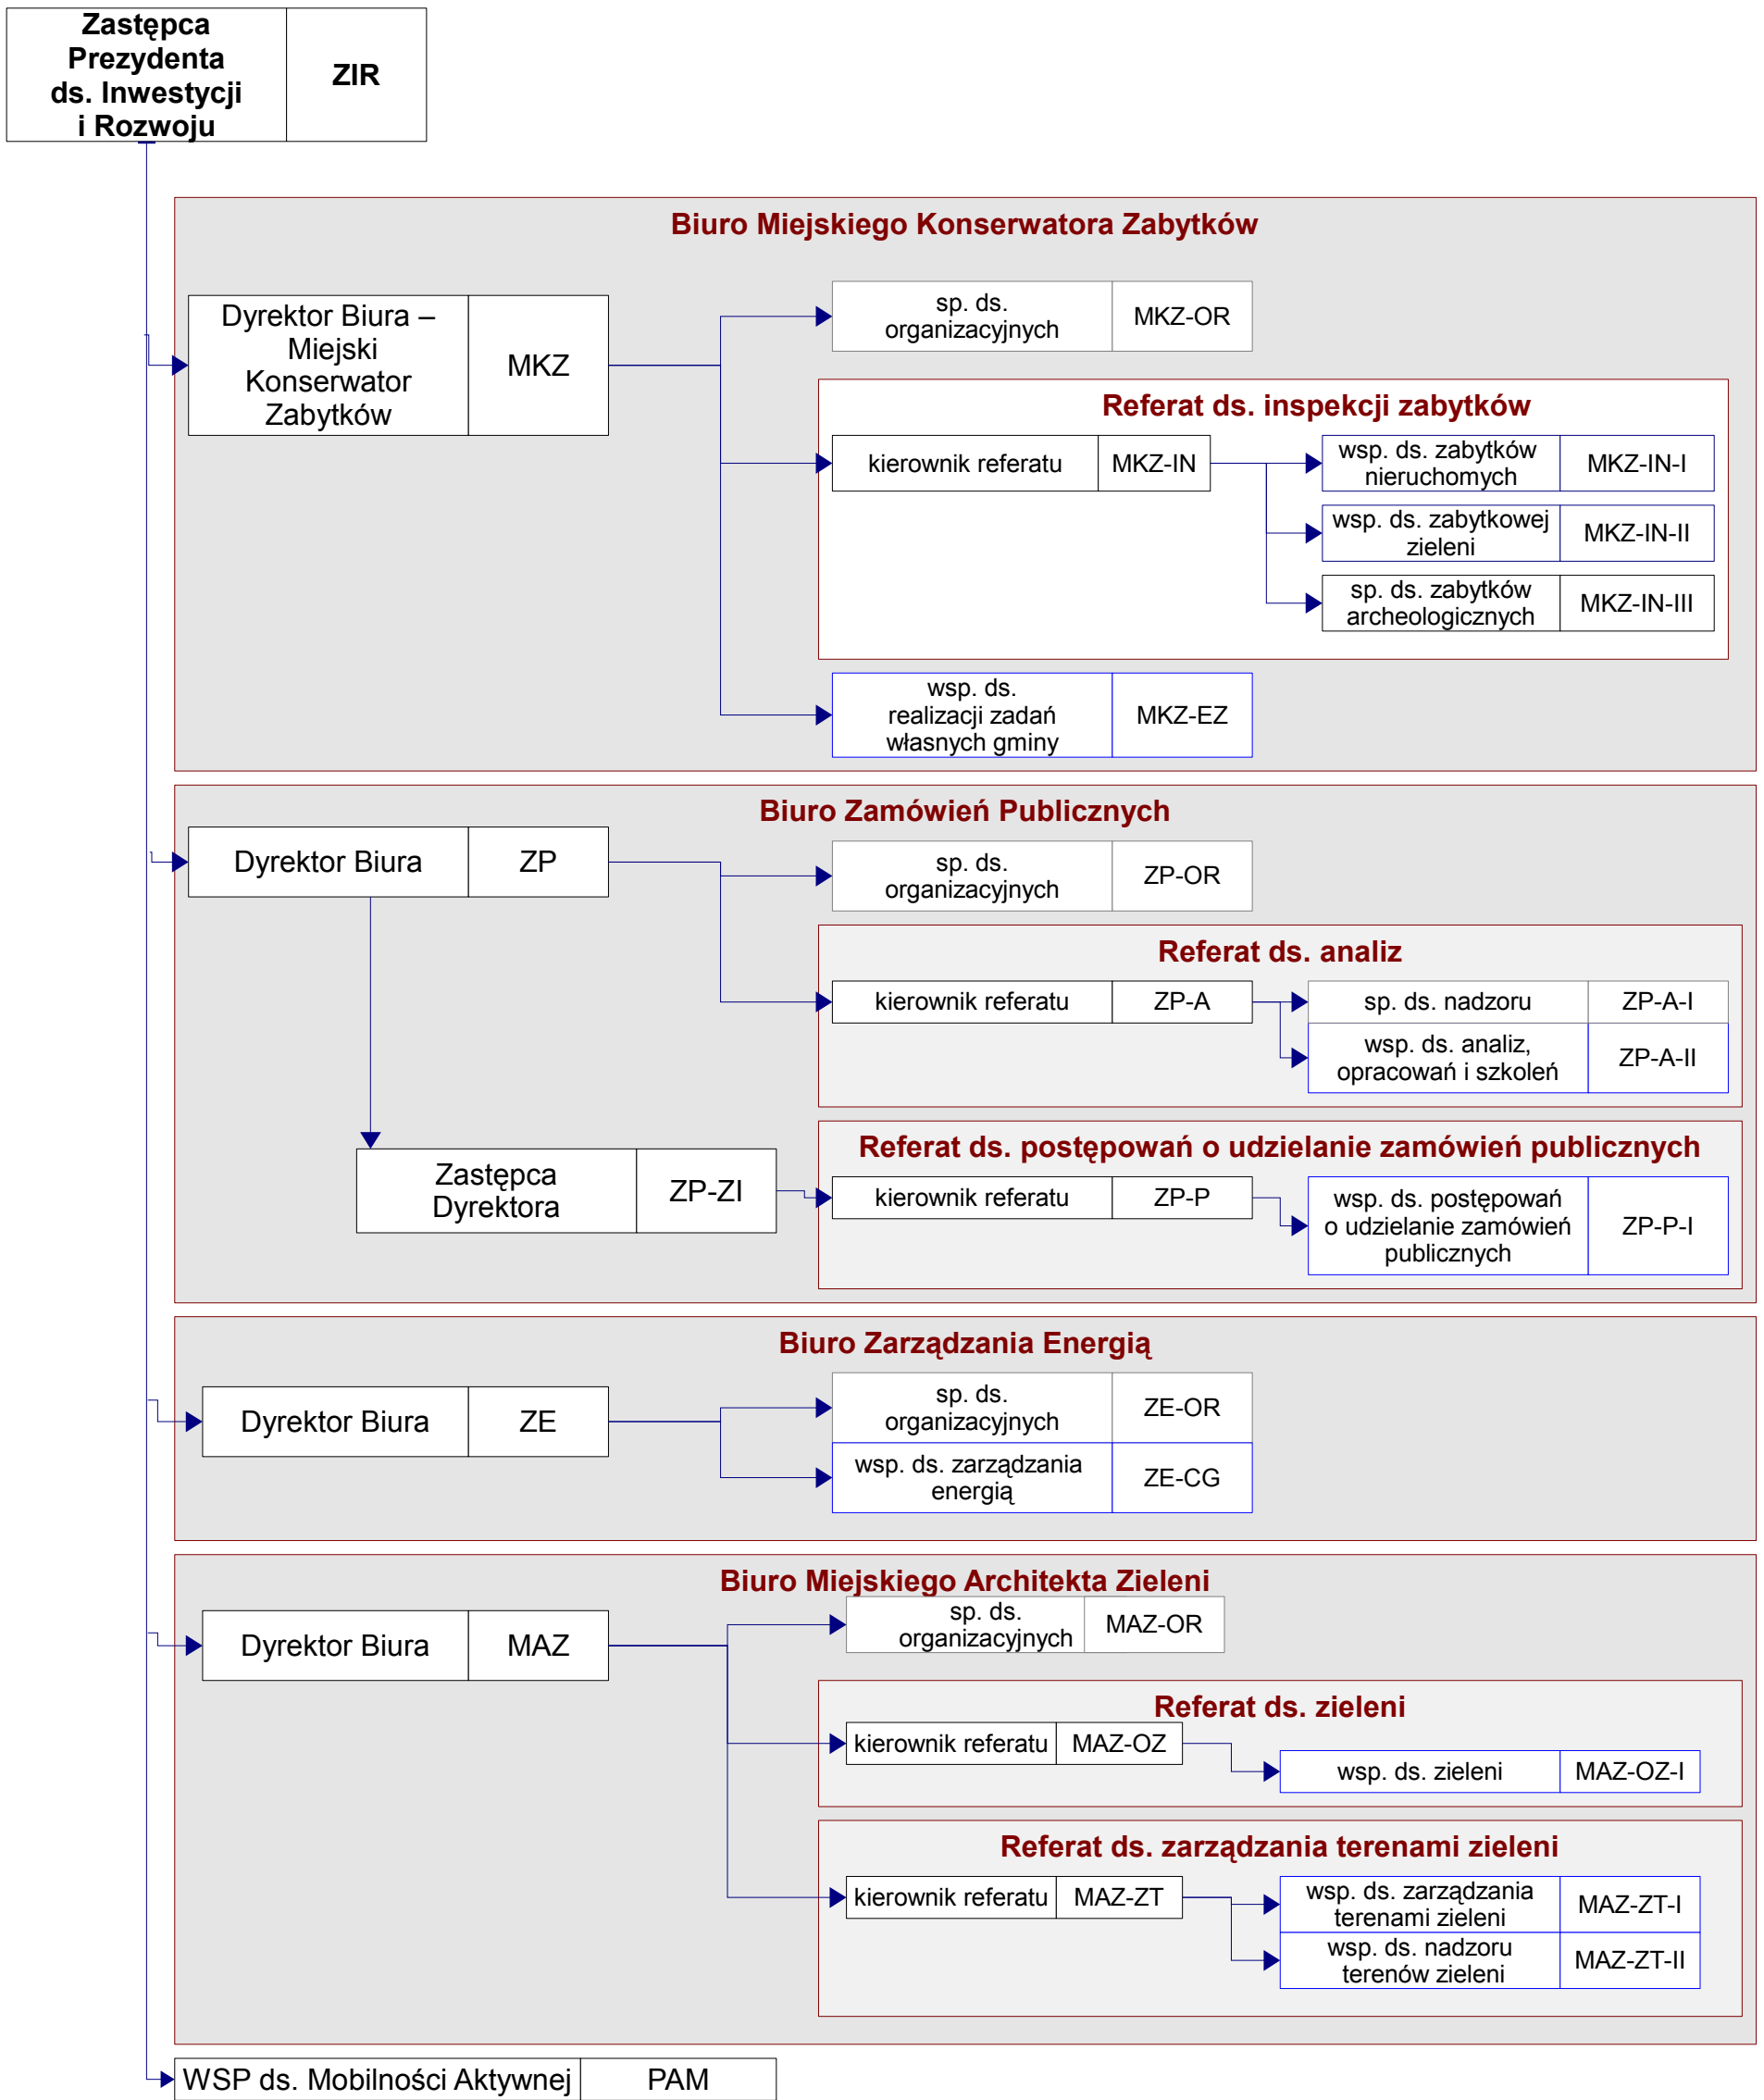 Zastępca
Prezydenta
ds. Inwestycji
i Rozwoju
ZIR
Biuro Miejskiego Konserwatora Zabytków
Dyrektor Biura –
Miejski
Konserwator
Zabytków
MKZ
sp. ds.
organizacyjnych
MKZ-OR
Referat ds. inspekcji zabytków
kierownik referatu
MKZ-IN
wsp. ds. zabytków
nieruchomych
MKZ-IN-I
wsp. ds. zabytkowej
zieleni
MKZ-IN-II
sp. ds. zabytków
archeologicznych
MKZ-IN-III
wsp. ds.
realizacji zadań
własnych gminy
MKZ-EZ
Biuro Zamówień Publicznych
Dyrektor Biura
ZP
sp. ds.
organizacyjnych
ZP-OR
Referat ds. analiz
kierownik referatu
ZP-A
sp. ds. nadzoru
ZP-A-I
wsp. ds. analiz,
opracowań i szkoleń
ZP-A-II
Zastępca
Dyrektora
ZP-ZI
Referat ds. postępowań o udzielanie zamówień publicznych
kierownik referatu
ZP-P
wsp. ds. postępowań
o udzielanie zamówień
publicznych
ZP-P-I
Biuro Zarządzania Energią
Dyrektor Biura
ZE
sp. ds.
organizacyjnych
ZE-OR
wsp. ds. zarządzania
energią
ZE-CG
Biuro Miejskiego Architekta Zieleni
Dyrektor Biura
MAZ
sp. ds.
organizacyjnych
MAZ-OR
Referat ds. zieleni
kierownik referatu
MAZ-OZ
wsp. ds. zieleni
MAZ-OZ-I
Referat ds. zarządzania terenami zieleni
kierownik referatu
MAZ-ZT
wsp. ds. zarządzania
terenami zieleni
MAZ-ZT-I
wsp. ds. nadzoru
terenów zieleni
MAZ-ZT-II
WSP ds. Mobilności Aktywnej
PAM